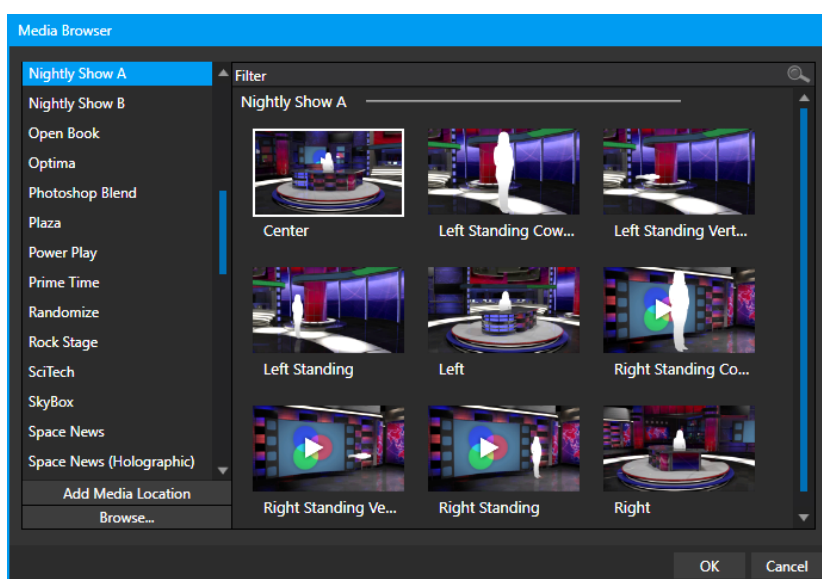 Media Browser
Nightly Show A
Nightly Show B
Open Book
Optima
Photoshop Blend
Plaza
Power Play
Prime Time
Randomize
Rock Stage
SciTech
SkyBox
Space News
Space News (Holographic)
Add Media Location
Browse...
Filter
Nightly Show A
Center
Left Standing Cow...
Left Standing Vert...
Left Standing
Left
Right Standing Co...
Right Standing Ve...
Right Standing
Right
OK
Cancel